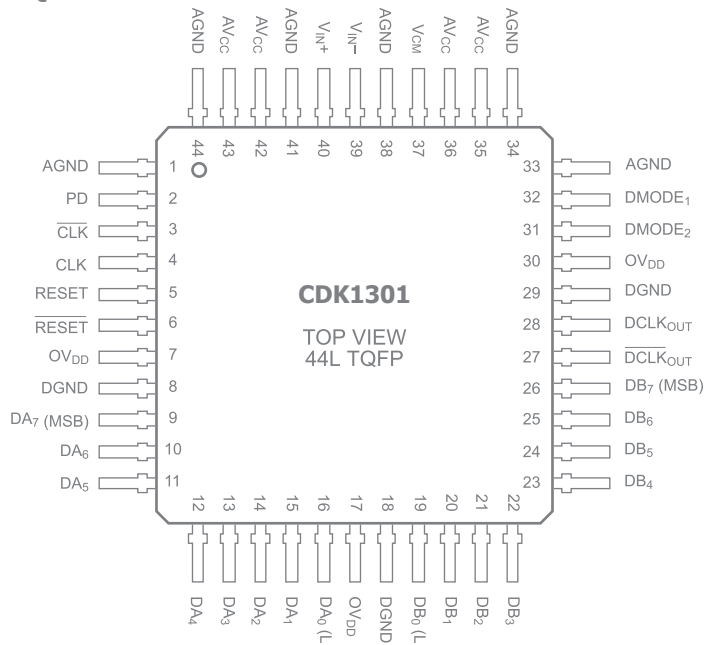 AGND
AVCC
AVCC
AGND
VIN+
VIN–
AGND
VCM
AVCC
AVCC
AGND
44
43
42
41
40
39
38
37
36
35
34
AGND 1
PD 2
CLK 3
CLK 4
RESET 5
RESET 6
OVDD 7
DGND 8
DA7 (MSB) 9
DA6 10
DA5 11
CDK1301
TOP VIEW
44L TQFP
33 AGND
32 DMODE1
31 DMODE2
30 OVDD
29 DGND
28 DCLKOUT
27 DCLKOUT
26 DB7 (MSB)
25 DB6
24 DB5
23 DB4
12
13
14
15
16
17
18
19
20
21
22
DA4
DA3
DA2
DA1
DA0 (L
OVDD
DGND
DB0 (L
DB1
DB2
DB3